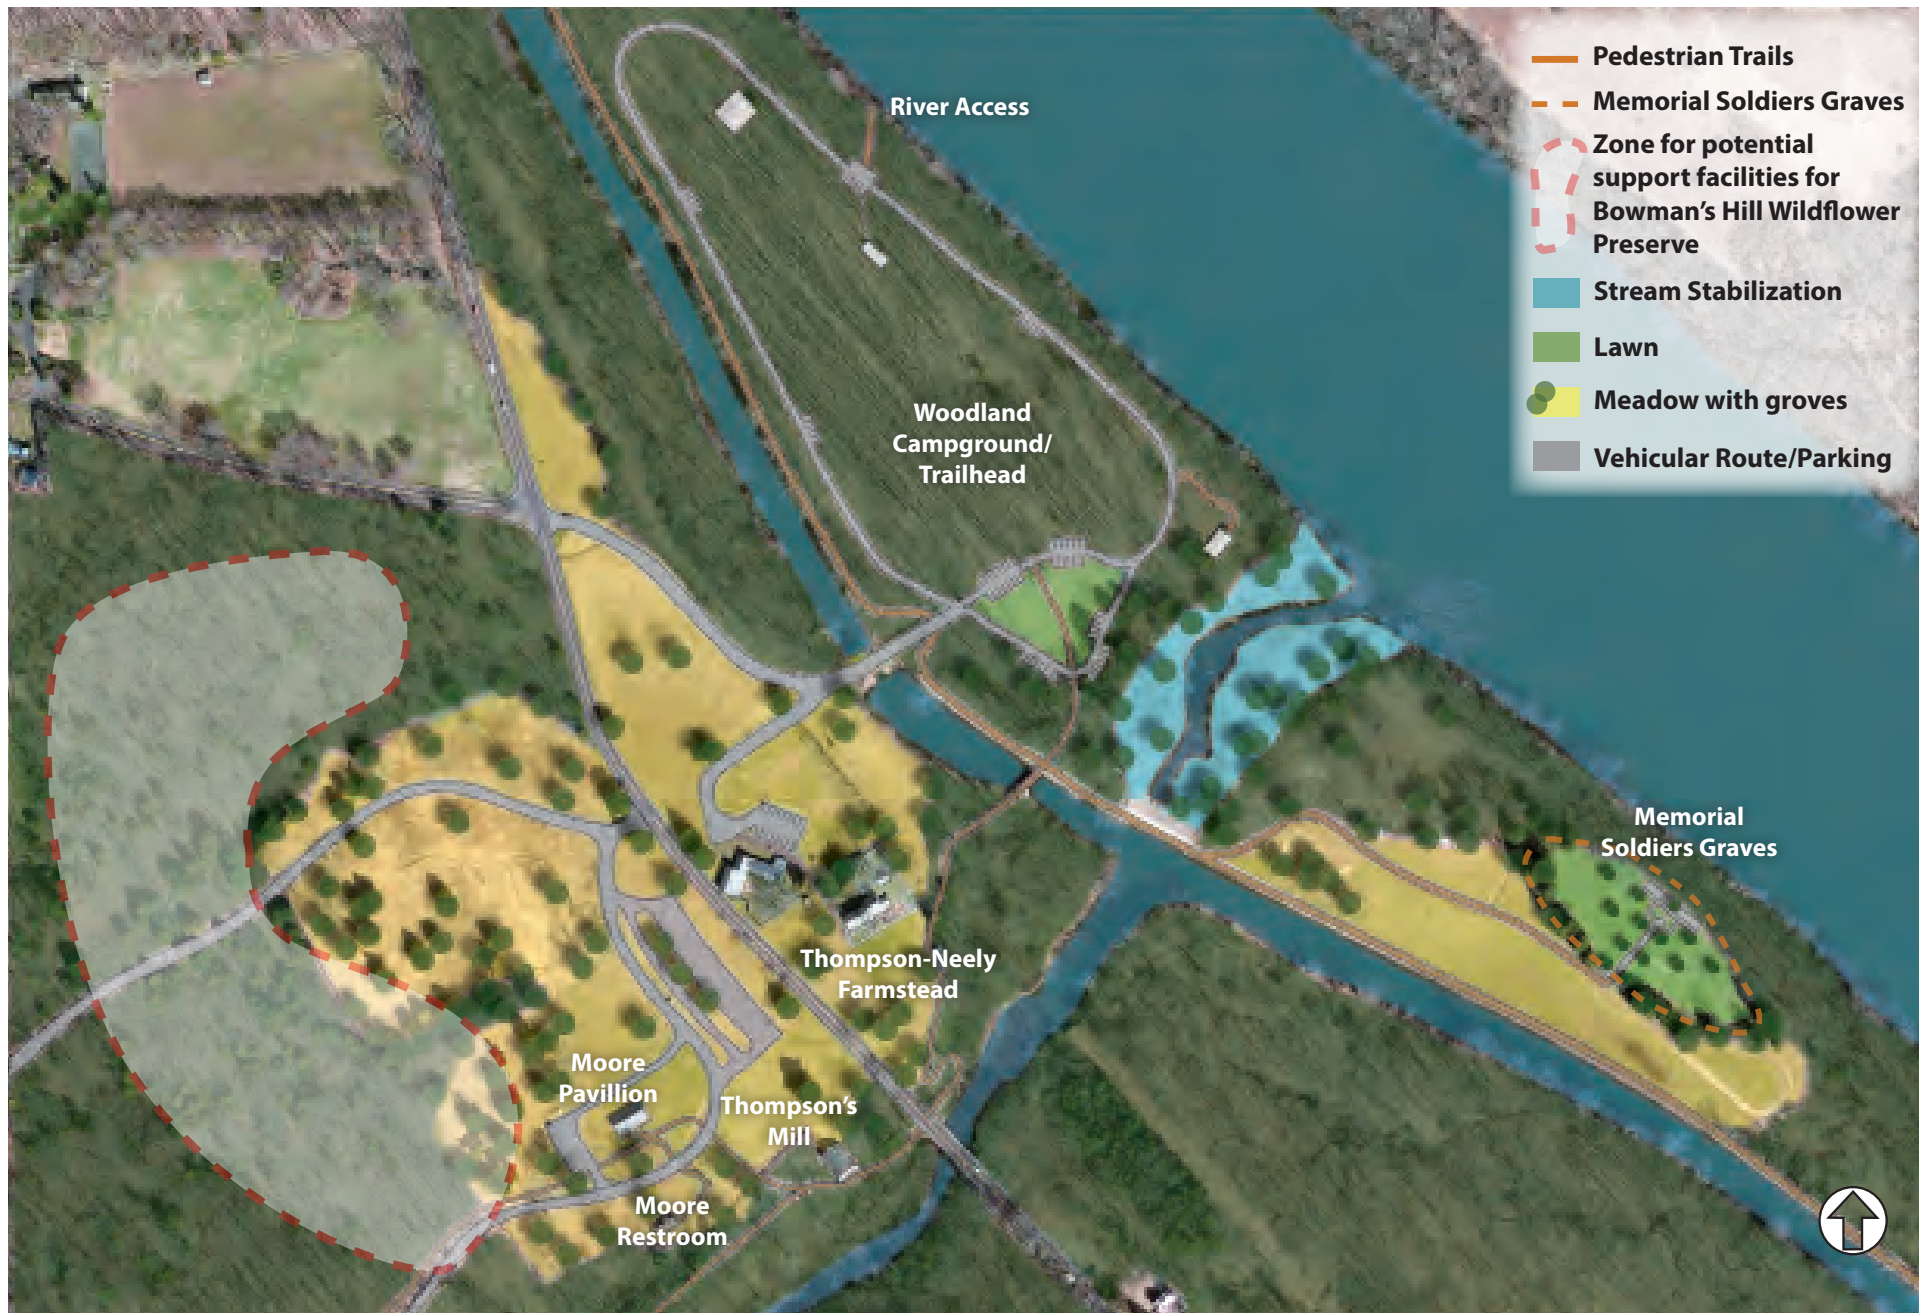 River Access
Pedestrian Trails
Memorial Soldiers Graves
Zone for potential
support facilities for
Bowman's Hill Wildflower
Preserve
Stream Stabilization
Lawn
Meadow with groves
Vehicular Route/Parking
Woodland
Campground/
Trailhead
Memorial
Soldiers Graves
Thompson-Neely
Farmstead
Moore
Pavillion
Thompson's
Mill
Moore
Restroom